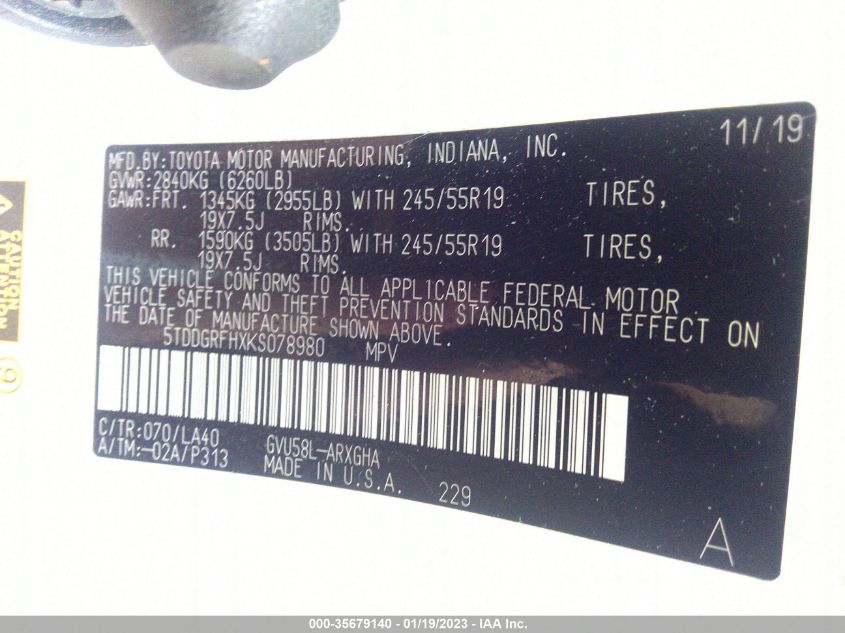 11/19
MFD.BY:TOYOTA MOTOR MANUFACTURING, INDIANA, INC.
GVWR:2840KG (6260LB)
GAWR:FRT. 1345KG (2955LB) WITH 245/55R19 TIRES,
19X7.5J RIMS.
RR. 1590KG (3505LB) WITH 245/55R19 TIRES,
19X7.5J RIMS.
THIS VEHICLE CONFORMS TO ALL APPLICABLE FEDERAL MOTOR
VEHICLE SAFETY AND THEFT PREVENTION STANDARDS IN EFFECT ON
THE DATE OF MANUFACTURE SHOWN ABOVE.
5TDDGRFHXKS078980 MPV
C/TR:070/LA40 GVU58L-ARXGHA
A/TM:-02A/P313 MADE IN U.S.A. 229
A
CAUTION
000-35679140 - 01/19/2023 - IAA Inc.